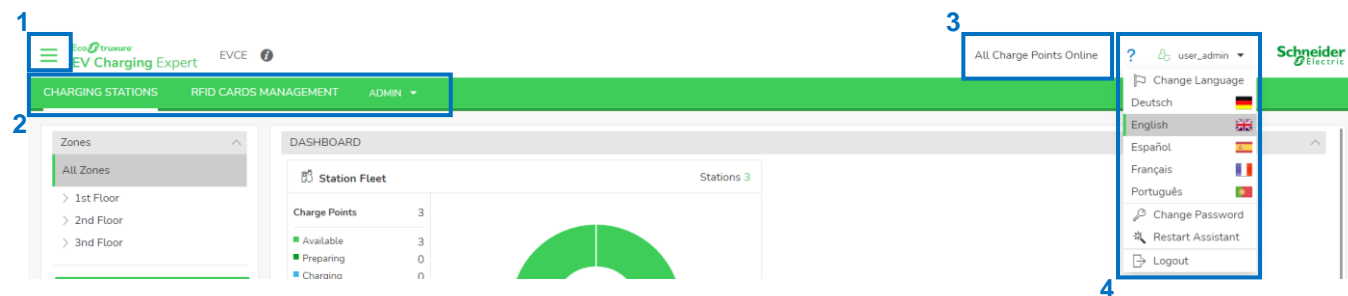 1
3
EcoStruxure
EV Charging Expert
EVCE
All Charge Points Online
? user_admin
Schneider
Electric
CHARGING STATIONS RFID CARDS MANAGEMENT ADMIN
2
Change Language
Deutsch
English
Español
Français
Português
Change Password
Restart Assistant
Logout
Zones
All Zones
1st Floor
2nd Floor
3nd Floor
DASHBOARD
Station Fleet Stations 3
Charge Points 3
Available 3
Preparing 0
Charging 0
4